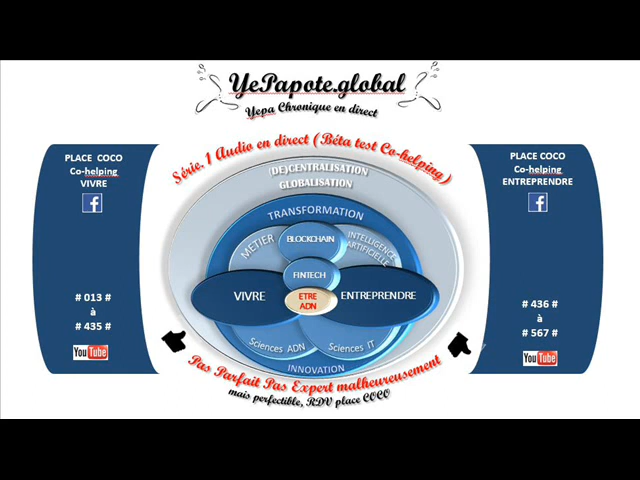 YePapote.global
Yepa Chronique en direct
Série, 1 Audio en direct (Béta test Co-helping)
PLACE COCO
Co-helping
VIVRE
# 013 #
à
# 435 #
YouTube
(DE)CENTRALISATION
GLOBALISATION
TRANSFORMATION
METIER
BLOCKCHAIN
INTELLIGENCE
ARTIFICIELLE
FINTECH
VIVRE
ETRE
ADN
ENTREPRENDRE
Sciences ADN
Sciences IT
INNOVATION
PLACE COCO
Co-helping
ENTREPRENDRE
# 436 #
à
# 567 #
YouTube
Pas Parfait Pas Expert malheureusement
mais perfectible, RDV place COCO